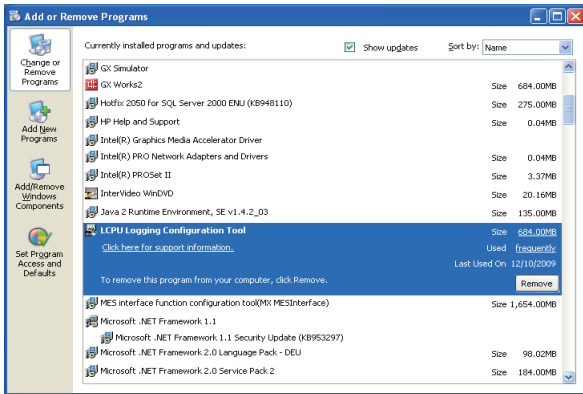 Add or Remove Programs
Change or
Remove
Programs
Add New
Programs
Add/Remove
Windows
Components
Set Program
Access and
Defaults
Currently installed programs and updates: Show updates Sort by: Name
GX Simulator
GX Works2 Size 684.00MB
Hotfix 2050 for SQL Server 2000 ENU (KB948110) Size 275.00MB
HP Help and Support Size 0.04MB
Intel(R) Graphics Media Accelerator Driver
Intel(R) PRO Network Adapters and Drivers Size 0.04MB
Intel(R) PROSet II Size 3.37MB
InterVideo WinDVD Size 20.16MB
Java 2 Runtime Environment, SE v1.4.2_03 Size 135.00MB
LCPU Logging Configuration Tool Size 684.00MB
Click here for support information. Used frequently
Last Used On 12/10/2009
To remove this program from your computer, click Remove. Remove
MES interface function configuration tool(MX MESInterface) Size 1,654.00MB
Microsoft .NET Framework 1.1
Microsoft .NET Framework 1.1 Security Update (KB953297)
Microsoft .NET Framework 2.0 Language Pack - DEU Size 98.02MB
Microsoft .NET Framework 2.0 Service Pack 2 Size 184.00MB